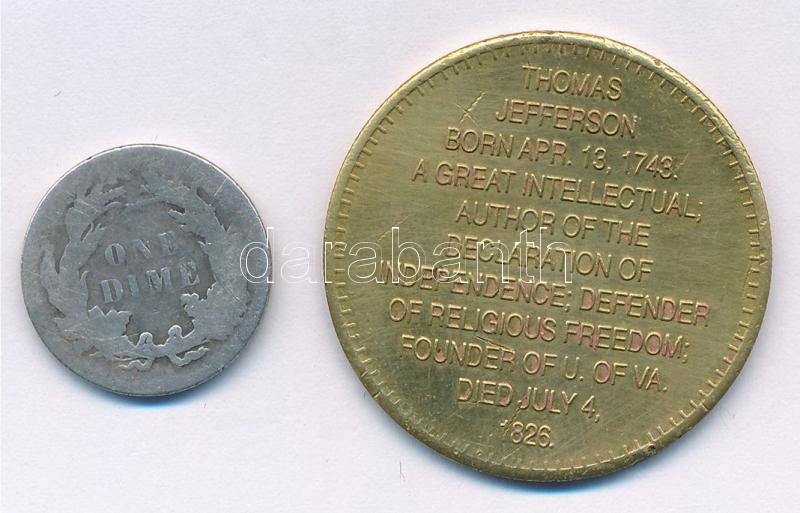 ONE
DIME
THOMAS
JEFFERSON
BORN APR. 13, 1743.
A GREAT INTELLECTUAL;
AUTHOR OF THE
DECLARATION OF
INDEPENDENCE; DEFENDER
OF RELIGIOUS FREEDOM;
FOUNDER OF U. OF VA.
DIED JULY 4,
1826.
darabanth